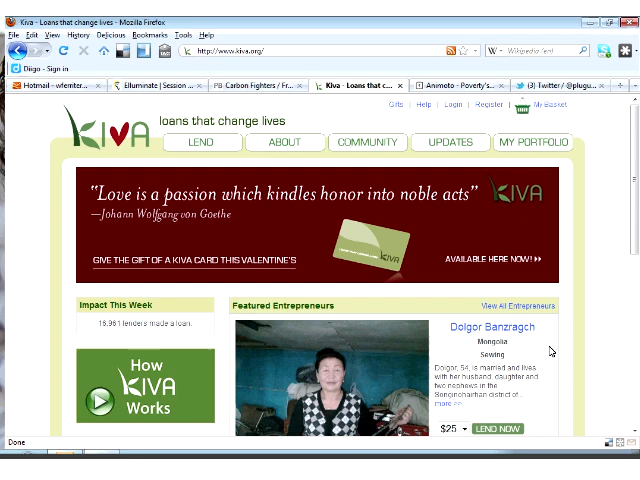 Kiva - Loans that change lives - Mozilla Firefox
File Edit View History Delicious Bookmarks Tools Help
http://www.kiva.org/
W Wikipedia (en)
Diigo - Sign in
Hotmail - wfemter...
Elluminate | Session ...
PB Carbon Fighters / Fr...
Kiva - Loans that c...
Animoto - Poverty's...
(3) Twitter / @plugu...
Gifts | Help | Login | Register | My Basket
KIVA loans that change lives
LEND ABOUT COMMUNITY UPDATES MY PORTFOLIO
"Love is a passion which kindles honor into noble acts"
—Johann Wolfgang von Goethe
KIVA
KIVA
GIVE THE GIFT OF A KIVA CARD THIS VALENTINE'S
AVAILABLE HERE NOW!
Impact This Week
16,961 lenders made a loan.
How
KIVA
Works
Featured Entrepreneurs
View All Entrepreneurs
Dolgor Banzragch
Mongolia
Sewing
Dolgor, 54, is married and lives
with her husband, daughter and
two nephews in the
Songinohairhan district of...
more >>
$25 LEND NOW
Done